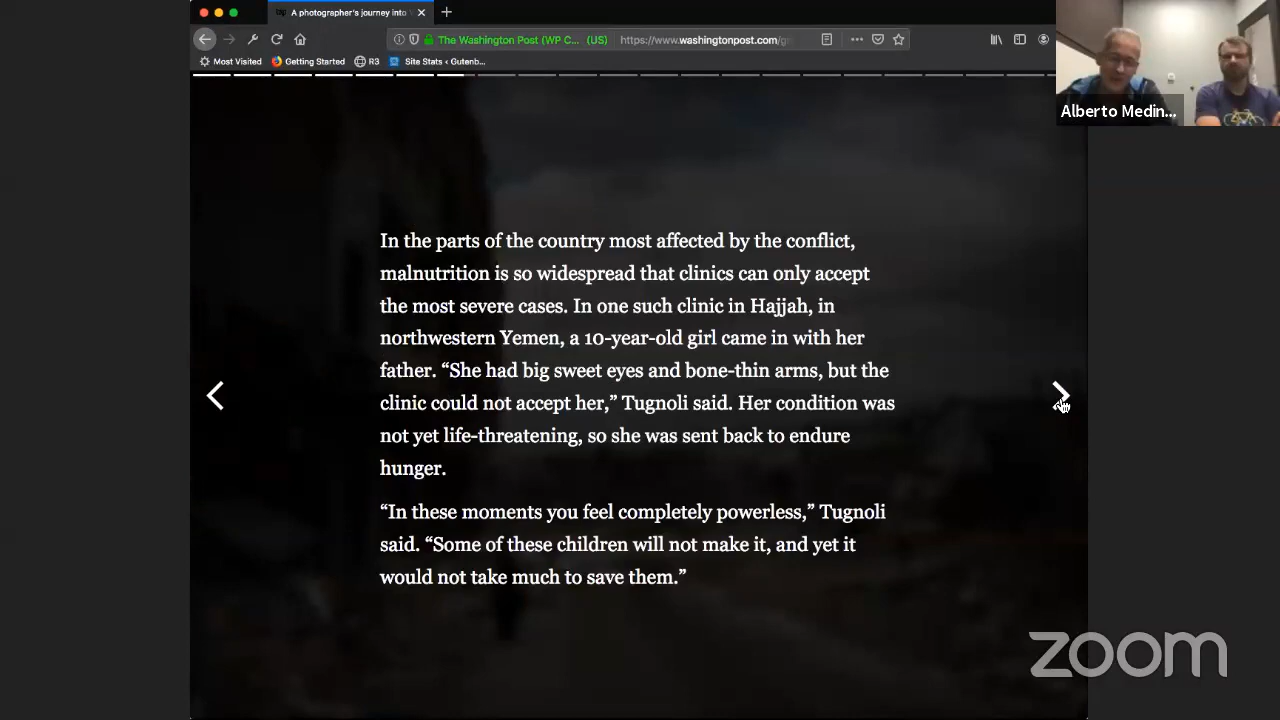 A photographer's journey into
The Washington Post (WP C... (US)
https://www.washingtonpost.com/gr
Most Visited
Getting Started
R3
Site Stats ‹ Gutenb...
Alberto Medin...
In the parts of the country most affected by the conflict,
malnutrition is so widespread that clinics can only accept
the most severe cases. In one such clinic in Hajjah, in
northwestern Yemen, a 10-year-old girl came in with her
father. “She had big sweet eyes and bone-thin arms, but the
clinic could not accept her,” Tugnoli said. Her condition was
not yet life-threatening, so she was sent back to endure
hunger.
“In these moments you feel completely powerless,” Tugnoli
said. “Some of these children will not make it, and yet it
would not take much to save them.”
zoom